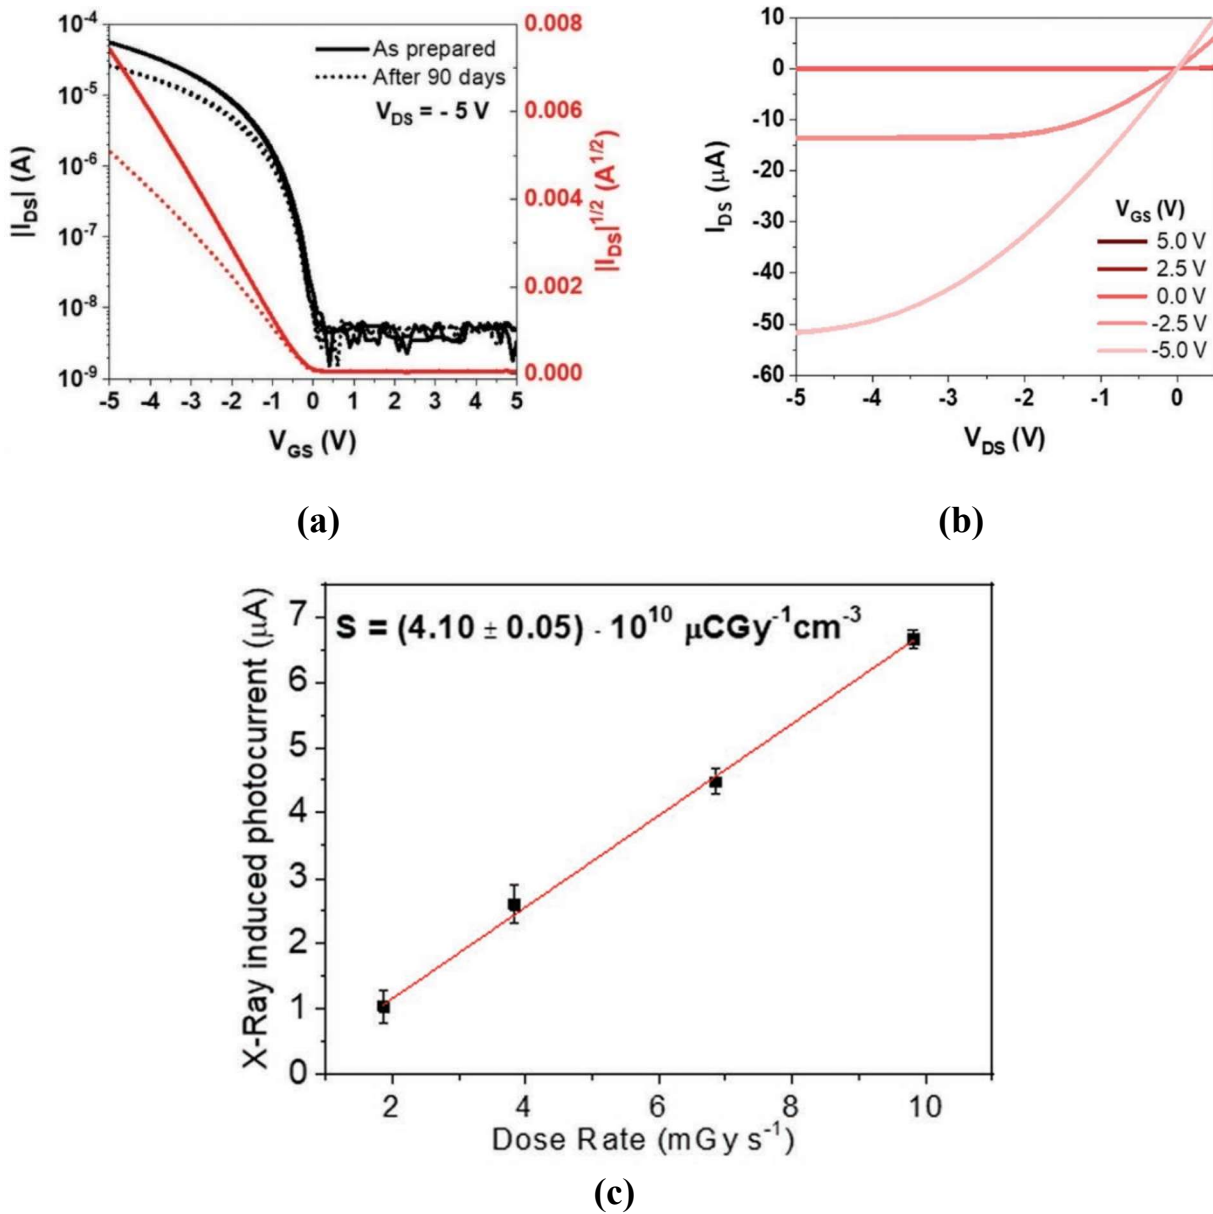 10⁻⁴
10⁻⁵
10⁻⁶
10⁻⁷
10⁻⁸
10⁻⁹
|I_DS| (A)
As prepared
After 90 days
V_DS = - 5 V
0.008
0.006
0.004
0.002
0.000
|I_DS|^1/2 (A^1/2)
-5 -4 -3 -2 -1 0 1 2 3 4 5
V_GS (V)
(a)
10
0
-10
-20
-30
-40
-50
-60
I_DS (μA)
V_GS (V)
5.0 V
2.5 V
0.0 V
-2.5 V
-5.0 V
-5 -4 -3 -2 -1 0
V_DS (V)
(b)
S = (4.10 ± 0.05) · 10¹⁰ μCGy⁻¹cm⁻³
7
6
5
4
3
2
1
0
X-Ray induced photocurrent (μA)
2 4 6 8 10
Dose Rate (mGy s⁻¹)
(c)